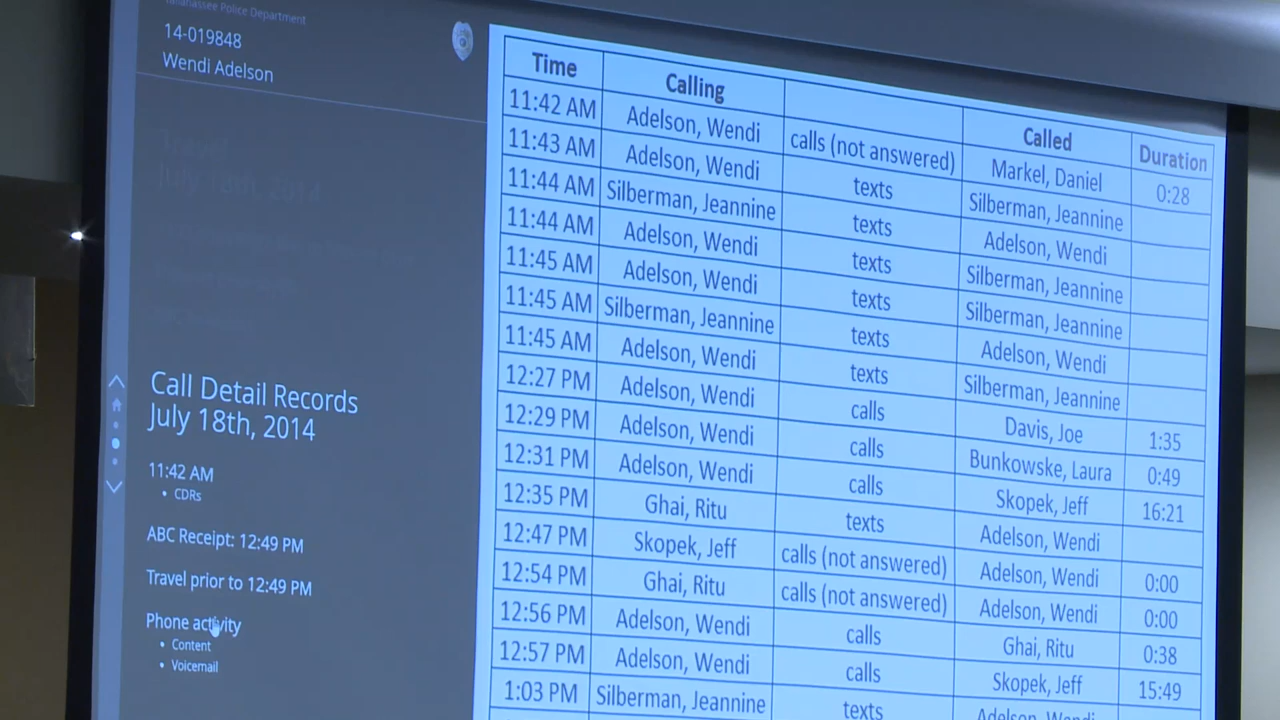 Tallahassee Police Department
14-019848
Wendi Adelson
Travel
July 18th, 2014
Call Detail Records
July 18th, 2014
11:42 AM
• CDRs
ABC Receipt: 12:49 PM
Travel prior to 12:49 PM
Phone activity
• Content
• Voicemail
Time Calling Called Duration
11:42 AM Adelson, Wendi calls (not answered) Markel, Daniel 0:28
11:43 AM Adelson, Wendi texts Silberman, Jeannine
11:44 AM Silberman, Jeannine texts Adelson, Wendi
11:44 AM Adelson, Wendi texts Silberman, Jeannine
11:45 AM Adelson, Wendi texts Silberman, Jeannine
11:45 AM Silberman, Jeannine texts Adelson, Wendi
11:45 AM Adelson, Wendi texts Silberman, Jeannine
12:27 PM Adelson, Wendi calls Davis, Joe 1:35
12:29 PM Adelson, Wendi calls Bunkowske, Laura 0:49
12:31 PM Adelson, Wendi calls Skopek, Jeff 16:21
12:35 PM Ghai, Ritu texts Adelson, Wendi
12:47 PM Skopek, Jeff calls (not answered) Adelson, Wendi 0:00
12:54 PM Ghai, Ritu calls (not answered) Adelson, Wendi 0:00
12:56 PM Adelson, Wendi calls Ghai, Ritu 0:38
12:57 PM Adelson, Wendi calls Skopek, Jeff 15:49
1:03 PM Silberman, Jeannine texts Adelson, Wendi